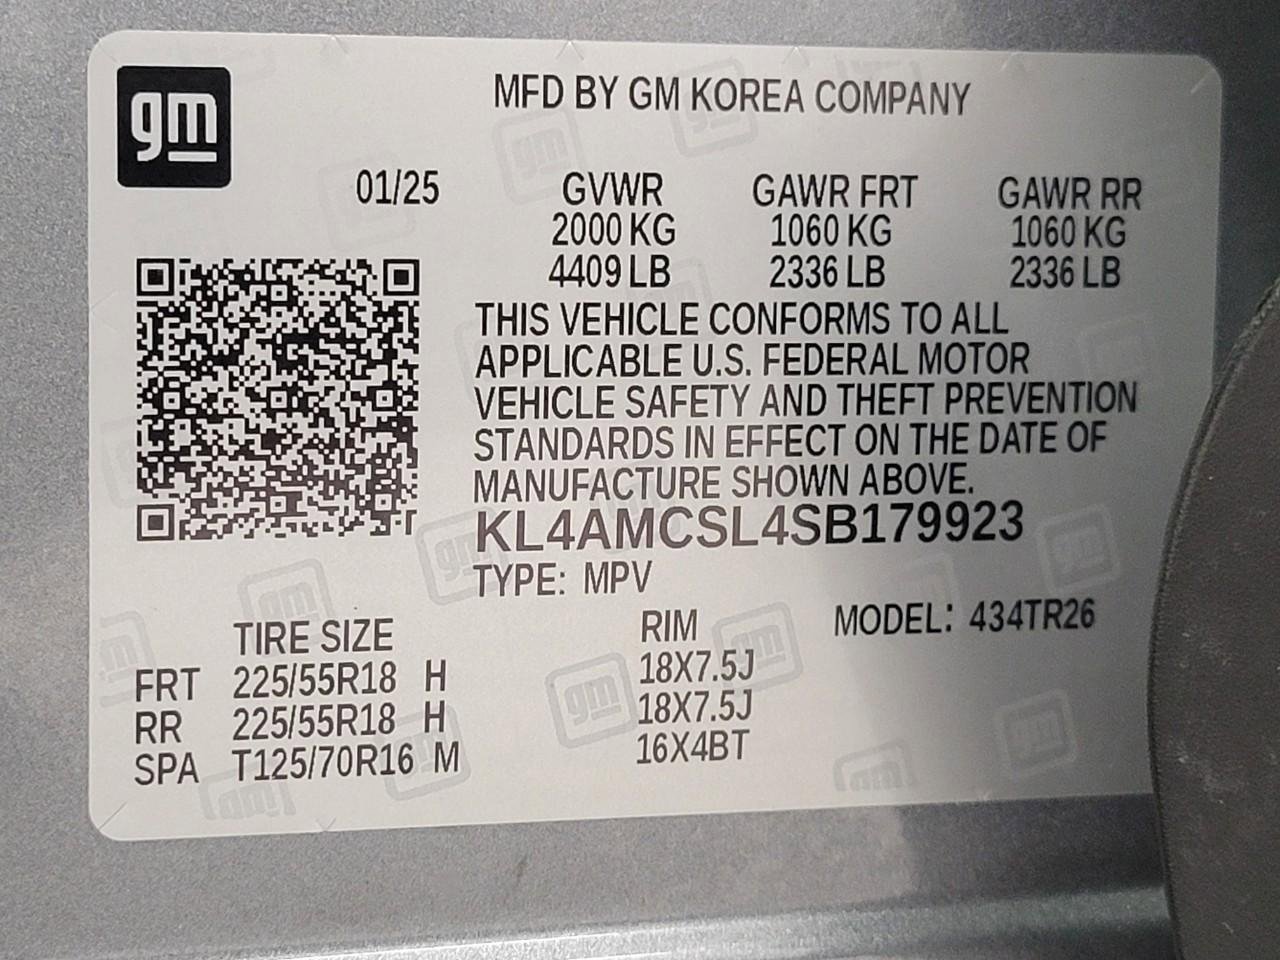 gm
MFD BY GM KOREA COMPANY
01/25 GVWR GAWR FRT GAWR RR
2000 KG 1060 KG 1060 KG
4409 LB 2336 LB 2336 LB
THIS VEHICLE CONFORMS TO ALL
APPLICABLE U.S. FEDERAL MOTOR
VEHICLE SAFETY AND THEFT PREVENTION
STANDARDS IN EFFECT ON THE DATE OF
MANUFACTURE SHOWN ABOVE.
KL4AMCSL4SB179923
TYPE: MPV
MODEL: 434TR26
TIRE SIZE RIM
FRT 225/55R18 H 18X7.5J
RR 225/55R18 H 18X7.5J
SPA T125/70R16 M 16X4BT